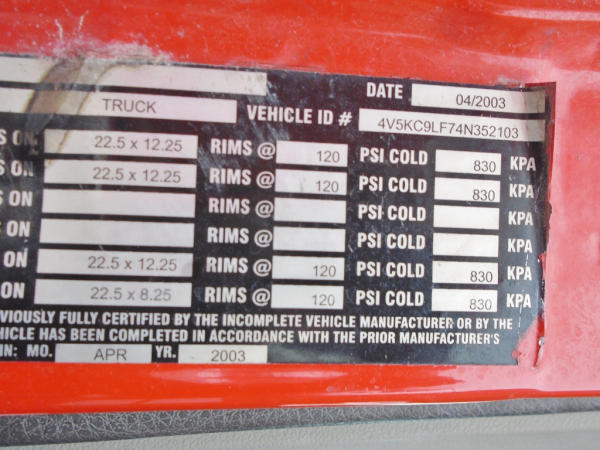 DATE 04/2003
TRUCK VEHICLE ID # 4V5KC9LF74N352103
ON 22.5 x 12.25 RIMS @ 120 PSI COLD 830 KPA
ON 22.5 x 12.25 RIMS @ 120 PSI COLD 830 KPA
ON RIMS @ PSI COLD KPA
ON RIMS @ PSI COLD KPA
ON 22.5 x 12.25 RIMS @ 120 PSI COLD 830 KPA
ON 22.5 x 8.25 RIMS @ 120 PSI COLD 830 KPA
VIOUSLY FULLY CERTIFIED BY THE INCOMPLETE VEHICLE MANUFACTURER OR BY THE
HICLE HAS BEEN COMPLETED IN ACCORDANCE WITH THE PRIOR MANUFACTURER'S
IN: MO. APR YR. 2003